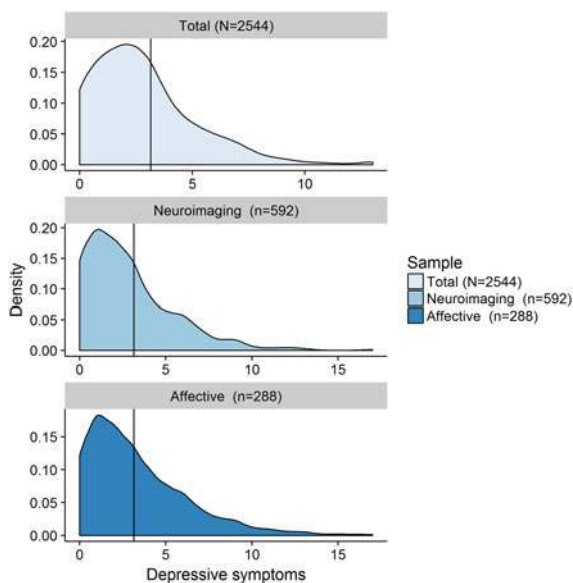 Total (N=2544)
0.20
0.15
0.10
0.05
0.00
0 5 10
Neuroimaging (n=592)
0.20
0.15
0.10
0.05
0.00
0 5 10 15
Affective (n=288)
0.15
0.10
0.05
0.00
0 5 10 15
Density
Depressive symptoms
Sample
Total (N=2544)
Neuroimaging (n=592)
Affective (n=288)